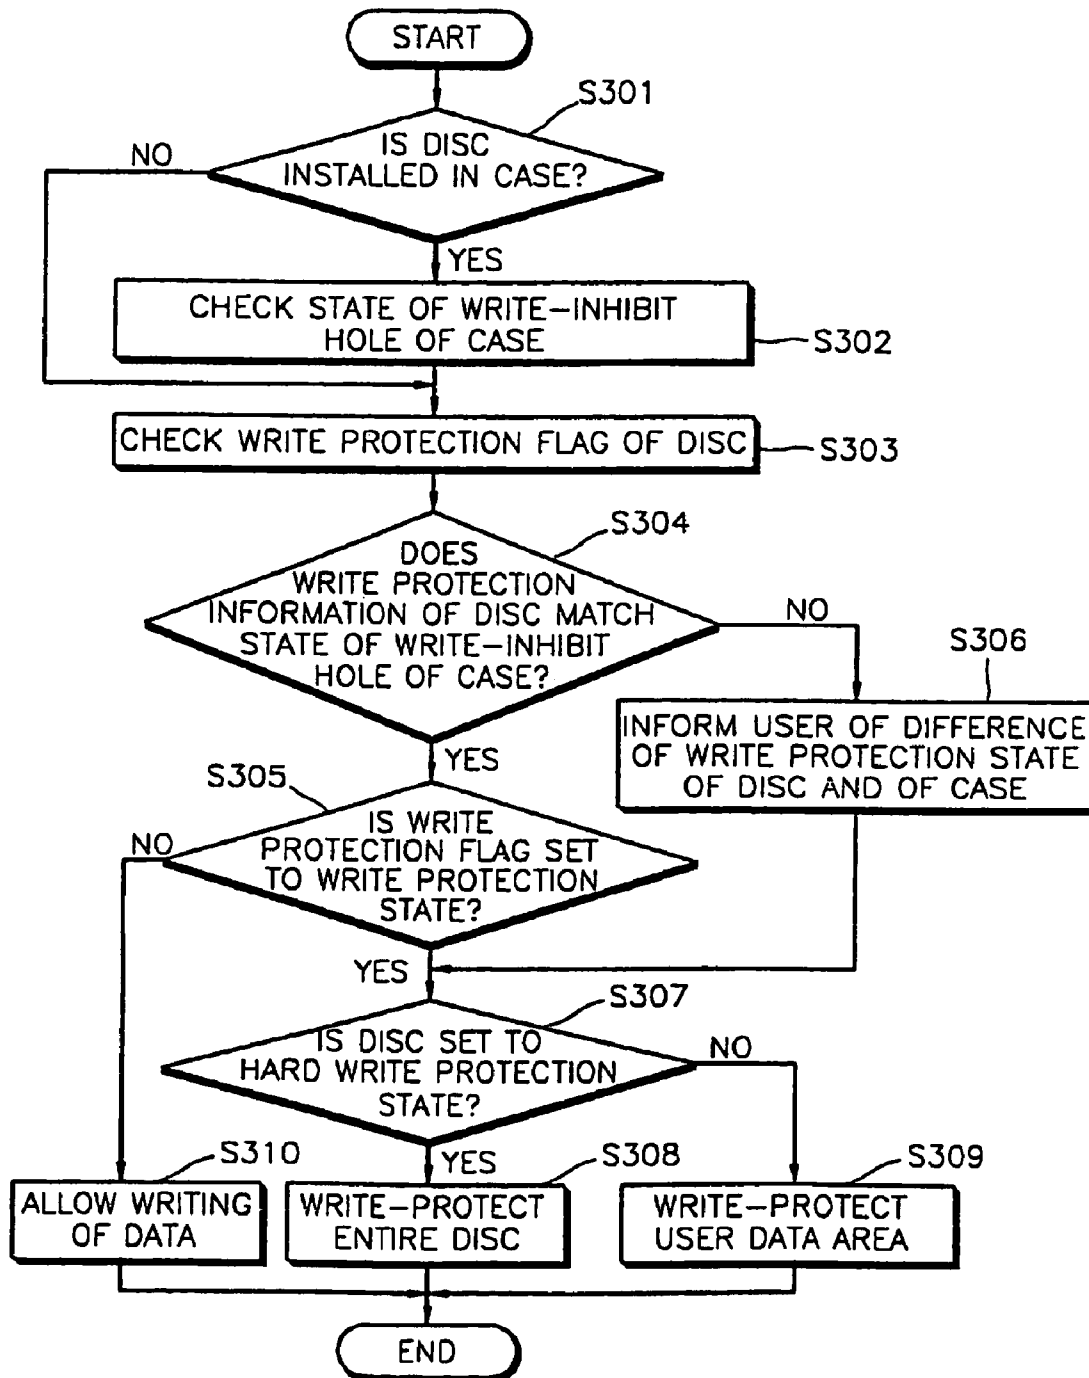 START
S301
IS DISC
INSTALLED IN CASE?
NO
YES
CHECK STATE OF WRITE-INHIBIT
HOLE OF CASE
S302
CHECK WRITE PROTECTION FLAG OF DISC
S303
S304
DOES
WRITE PROTECTION
INFORMATION OF DISC MATCH
STATE OF WRITE-INHIBIT
HOLE OF CASE?
NO
S306
INFORM USER OF DIFFERENCE
OF WRITE PROTECTION STATE
OF DISC AND OF CASE
YES
S305
IS WRITE
PROTECTION FLAG SET
TO WRITE PROTECTION
STATE?
NO
YES
S307
IS DISC SET TO
HARD WRITE PROTECTION
STATE?
NO
YES
S310
ALLOW WRITING
OF DATA
S308
WRITE-PROTECT
ENTIRE DISC
S309
WRITE-PROTECT
USER DATA AREA
END